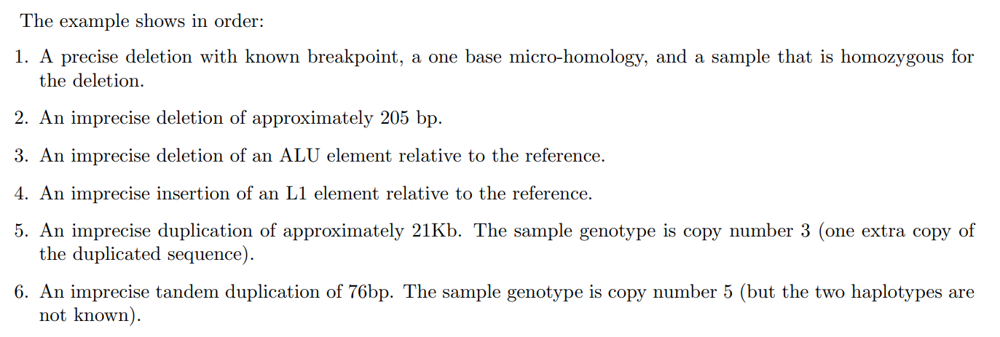 The example shows in order:
1. A precise deletion with known breakpoint, a one base micro-homology, and a sample that is homozygous for
the deletion.
2. An imprecise deletion of approximately 205 bp.
3. An imprecise deletion of an ALU element relative to the reference.
4. An imprecise insertion of an L1 element relative to the reference.
5. An imprecise duplication of approximately 21Kb. The sample genotype is copy number 3 (one extra copy of
the duplicated sequence).
6. An imprecise tandem duplication of 76bp. The sample genotype is copy number 5 (but the two haplotypes are
not known).